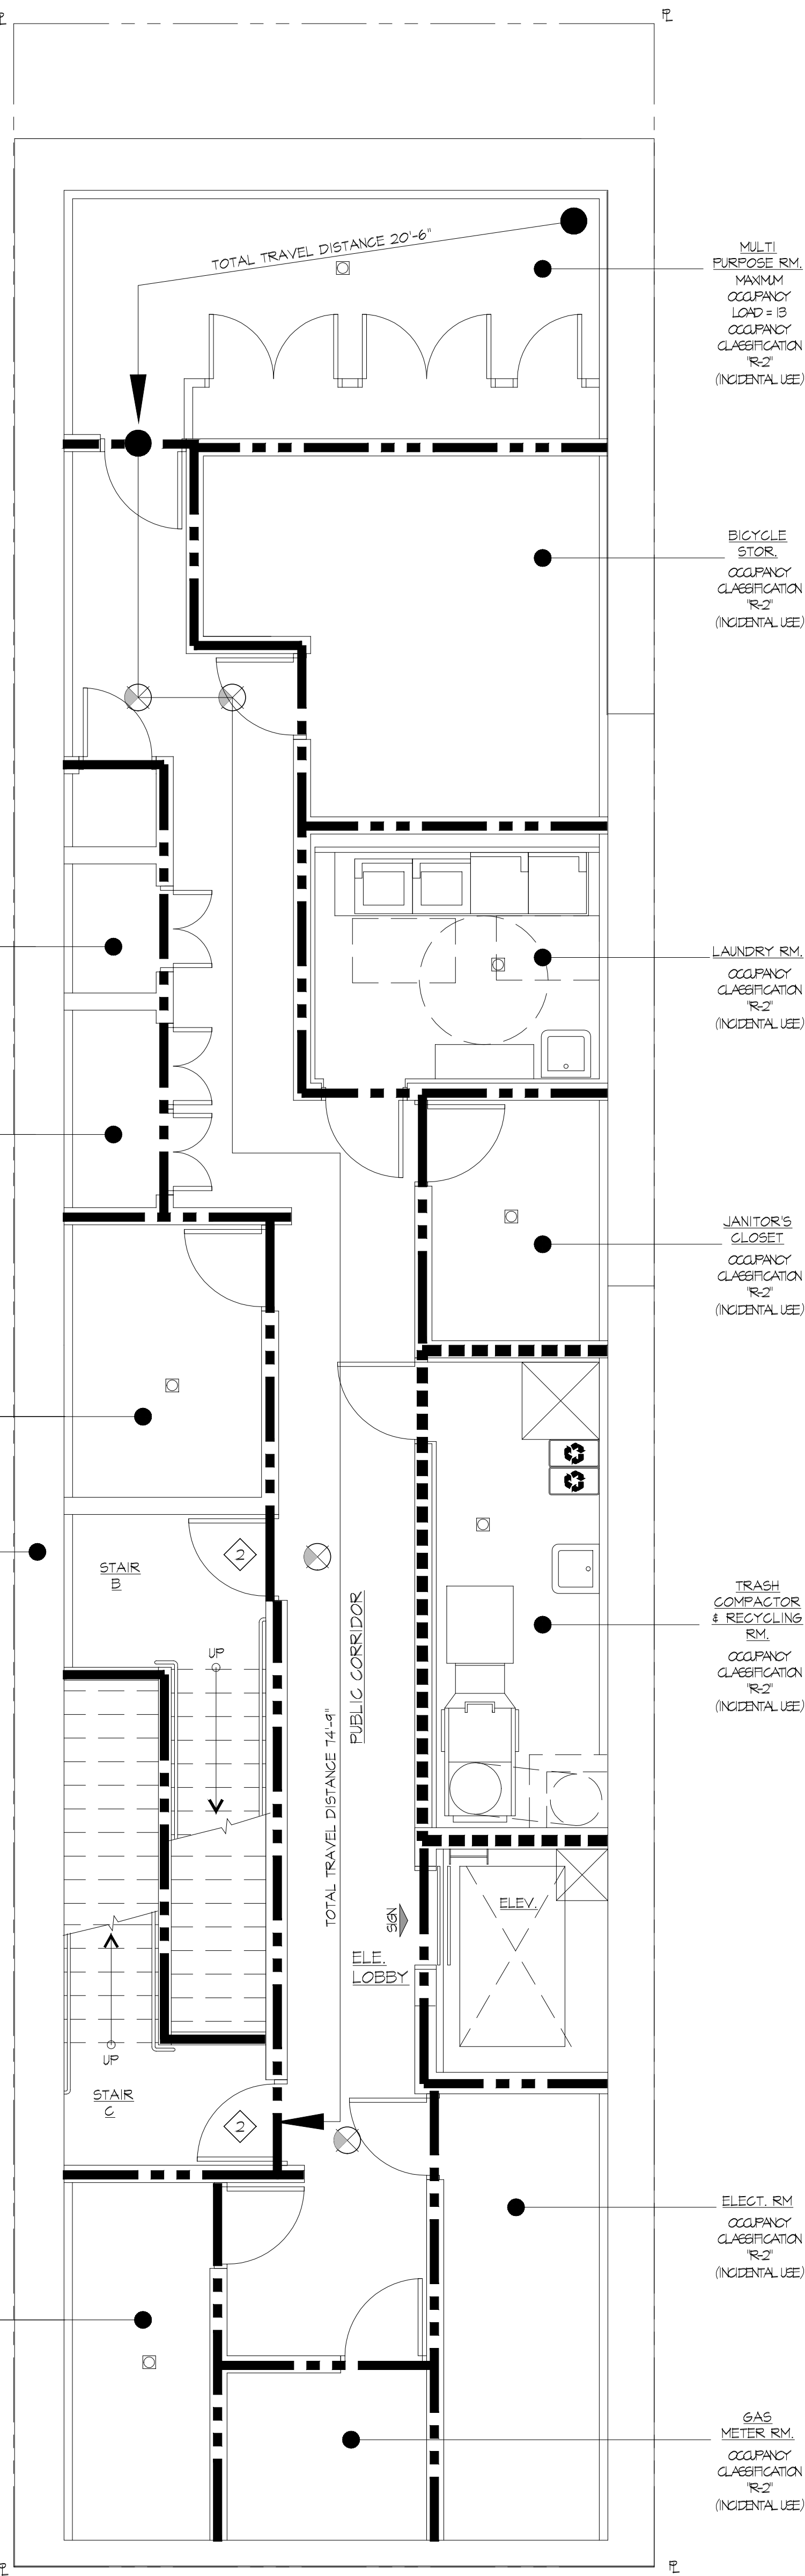 PL
PL
TOTAL TRAVEL DISTANCE 20'-6"
MULTI
PURPOSE RM.
MAXIMUM
OCCUPANCY
LOAD = 13
OCCUPANCY
CLASSIFICATION
"R-2"
(INCIDENTAL USE)
BICYCLE
STOR.
OCCUPANCY
CLASSIFICATION
"R-2"
(INCIDENTAL USE)
LAUNDRY RM.
OCCUPANCY
CLASSIFICATION
"R-2"
(INCIDENTAL USE)
JANITOR'S
CLOSET
OCCUPANCY
CLASSIFICATION
"R-2"
(INCIDENTAL USE)
STAIR
B
2
UP
PUBLIC CORRIDOR
TOTAL TRAVEL DISTANCE 74'-9"
TRASH
COMPACTOR
& RECYCLING
RM.
OCCUPANCY
CLASSIFICATION
"R-2"
(INCIDENTAL USE)
SIGN
ELEV.
ELE.
LOBBY
UP
STAIR
C
2
ELECT. RM
OCCUPANCY
CLASSIFICATION
"R-2"
(INCIDENTAL USE)
GAS
METER RM.
OCCUPANCY
CLASSIFICATION
"R-2"
(INCIDENTAL USE)
PL
PL